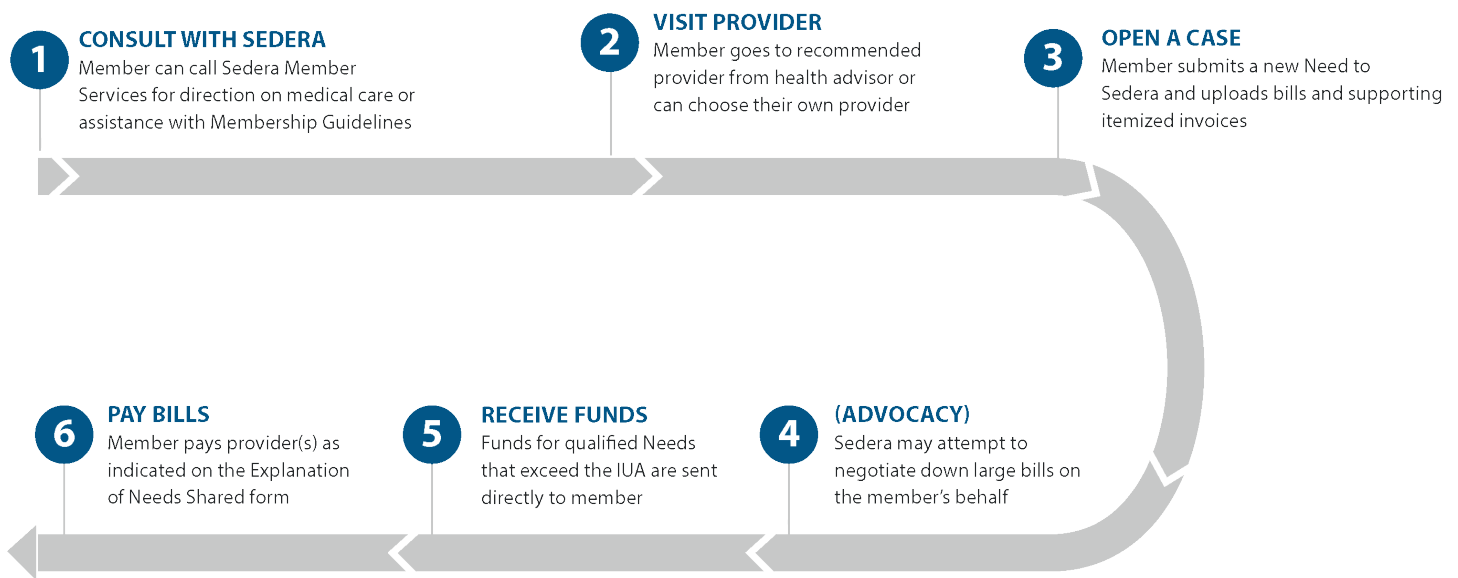 1
CONSULT WITH SEDERA
Member can call Sedera Member
Services for direction on medical care or
assistance with Membership Guidelines
2
VISIT PROVIDER
Member goes to recommended
provider from health advisor or
can choose their own provider
3
OPEN A CASE
Member submits a new Need to
Sedera and uploads bills and supporting
itemized invoices
6
PAY BILLS
Member pays provider(s) as
indicated on the Explanation
of Needs Shared form
5
RECEIVE FUNDS
Funds for qualified Needs
that exceed the IUA are sent
directly to member
4
(ADVOCACY)
Sedera may attempt to
negotiate down large bills on
the member’s behalf